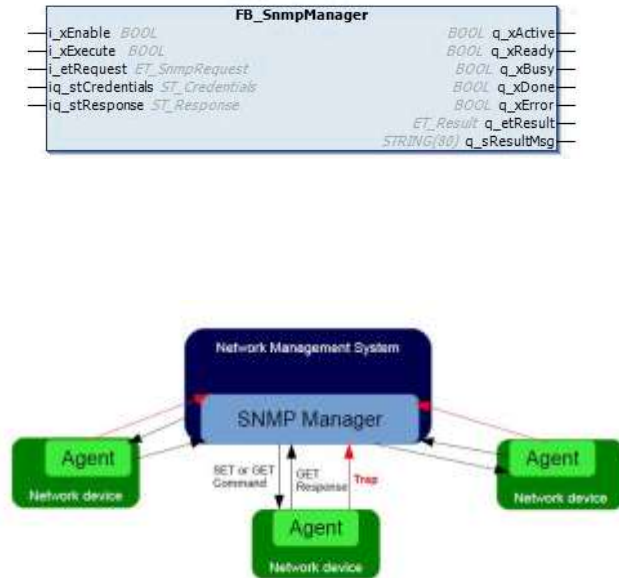 FB_SnmpManager
i_xEnable BOOL
BOOL q_xActive
i_xExecute BOOL
BOOL q_xReady
i_etRequest ET_SnmpRequest
BOOL q_xBusy
iq_stCredentials ST_Credentials
BOOL q_xDone
iq_stResponse ST_Response
BOOL q_xError
ET_Result q_etResult
STRING(80) q_sResultMsg
Network Management System
SNMP Manager
Agent
Network device
SET or GET
Command
GET
Response
Trap
Agent
Network device
Agent
Network device